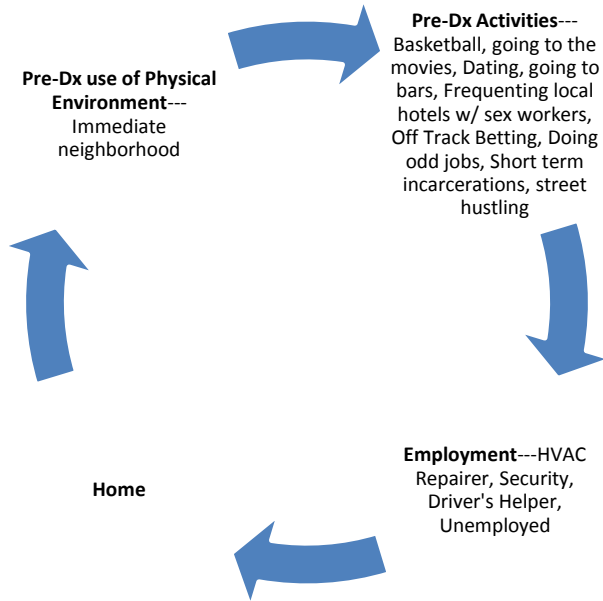 Pre-Dx use of Physical
Environment---
Immediate
neighborhood
Pre-Dx Activities---
Basketball, going to the
movies, Dating, going to
bars, Frequenting local
hotels w/ sex workers,
Off Track Betting, Doing
odd jobs, Short term
incarcerations, street
hustling
Employment---HVAC
Repairer, Security,
Driver's Helper,
Unemployed
Home